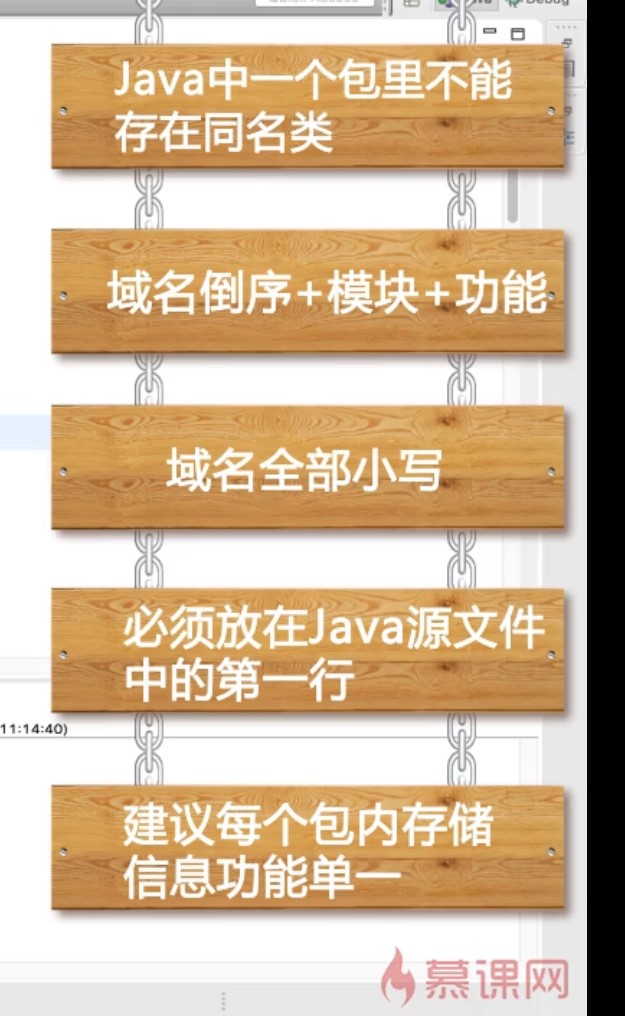 Debug
Java中一个包里不能
存在同名类
域名倒序+模块+功能
域名全部小写
必须放在Java源文件
中的第一行
11:14:40)
建议每个包内存储
信息功能单一
慕课网